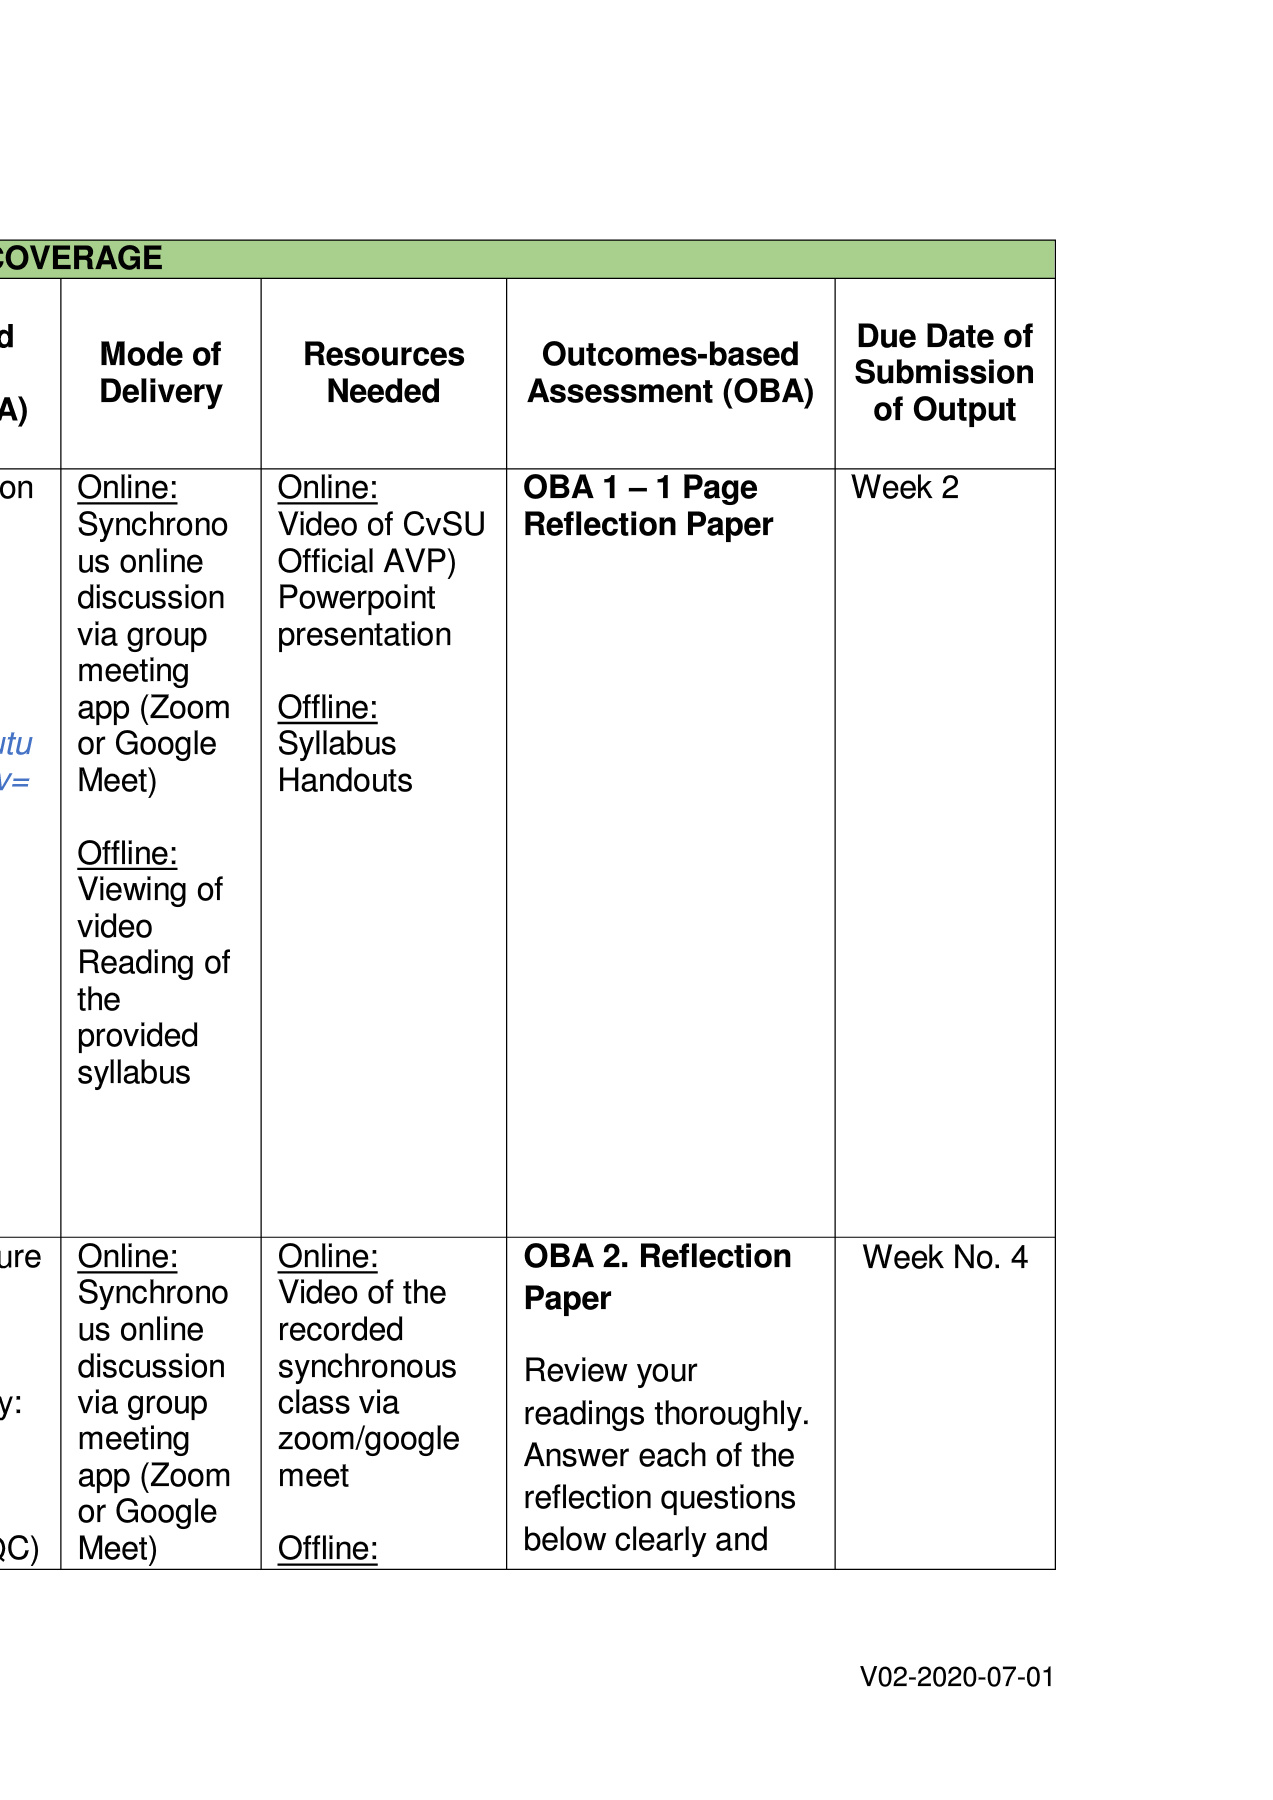 COVERAGE
d
A)
Mode of
Delivery
Resources
Needed
Outcomes-based
Assessment (OBA)
Due Date of
Submission
of Output
on
utu
v=
Online:
Synchrono
us online
discussion
via group
meeting
app (Zoom
or Google
Meet)
Offline:
Viewing of
video
Reading of
the
provided
syllabus
Online:
Video of CvSU
Official AVP)
Powerpoint
presentation
Offline:
Syllabus
Handouts
OBA 1 – 1 Page
Reflection Paper
Week 2
ure
y:
QC)
Online:
Synchrono
us online
discussion
via group
meeting
app (Zoom
or Google
Meet)
Online:
Video of the
recorded
synchronous
class via
zoom/google
meet
Offline:
OBA 2. Reflection
Paper
Review your
readings thoroughly.
Answer each of the
reflection questions
below clearly and
Week No. 4
V02-2020-07-01